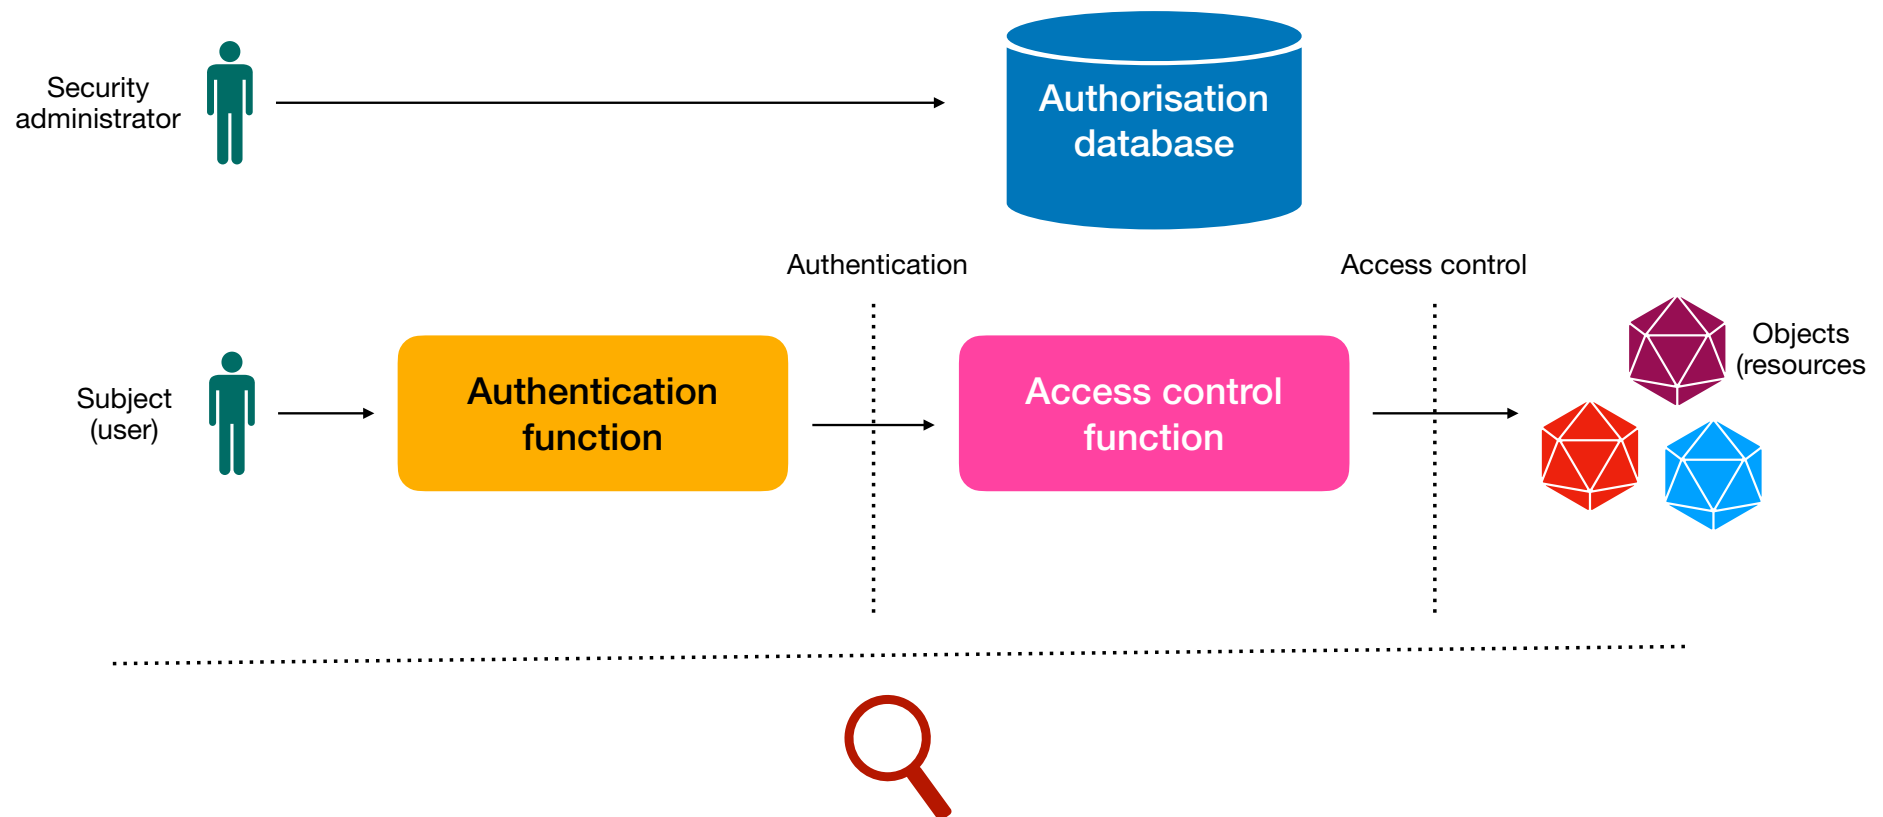 Security
administrator
Authorisation
database
Authentication
Access control
Subject
(user)
Authentication
function
Access control
function
Objects
(resources